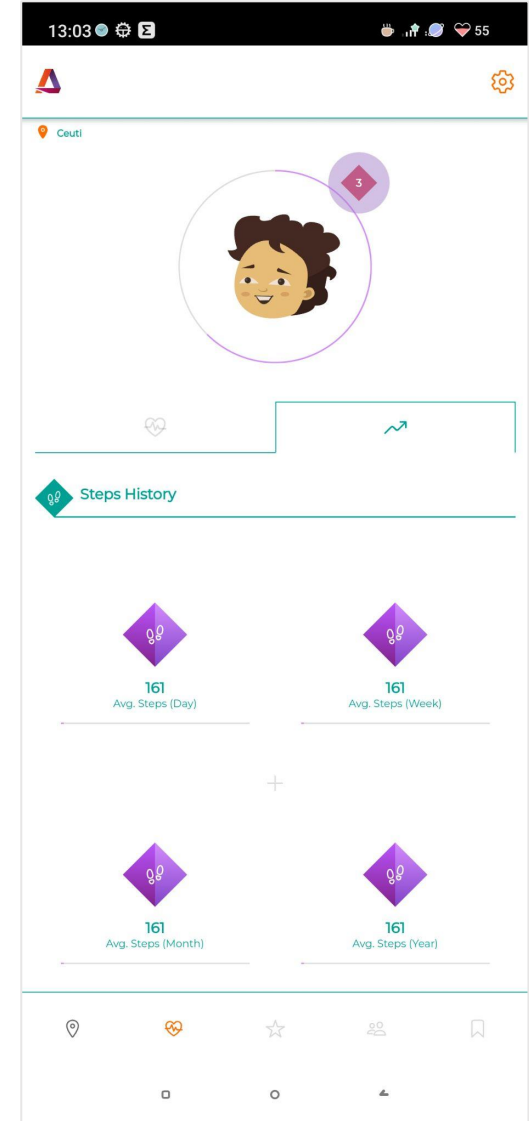 13:03
55
Ceuti
3
Steps History
161
Avg. Steps (Day)
161
Avg. Steps (Week)
161
Avg. Steps (Month)
161
Avg. Steps (Year)